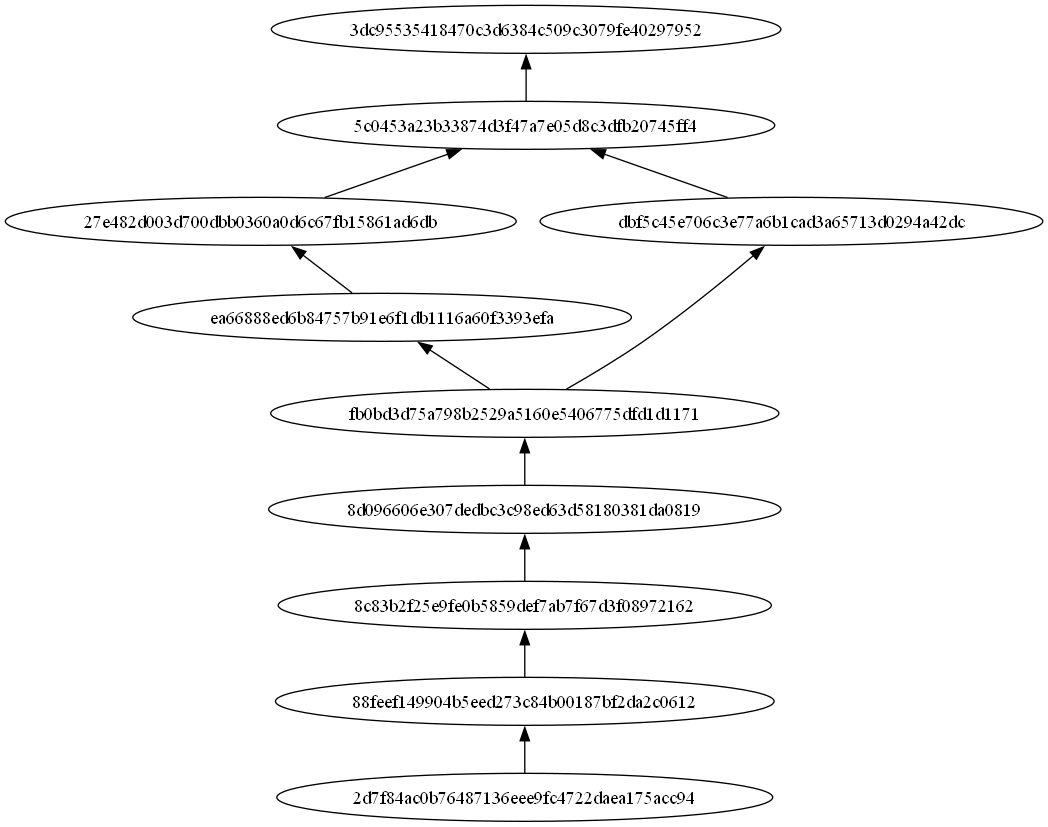 3dc95535418470c3d6384c509c3079fe40297952
5c0453a23b33874d3f47a7e05d8c3dfb20745ff4
27e482d003d700dbb0360a0d6c67fb15861ad6db
dbf5c45e706c3e77a6b1cad3a65713d0294a42dc
ea66888ed6b84757b91e6f1db1116a60f3393efa
fb0bd3d75a798b2529a5160e5406775dfd1d1171
8d096606e307dedbc3c98ed63d58180381da0819
8c83b2f25e9fe0b5859def7ab7f67d3f08972162
88feef149904b5eed273c84b00187bf2da2c0612
2d7f84ac0b76487136eee9fc4722daea175acc94